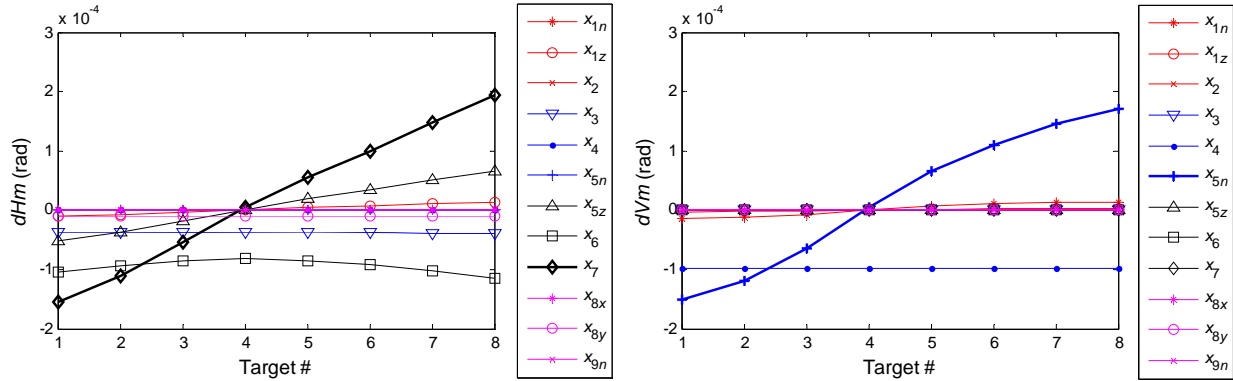 x 10⁻⁴
3
2
1
0
-1
-2
dHm (rad)
1 2 3 4 5 6 7 8
Target #
x1n
x1z
x2
x3
x4
x5n
x5z
x6
x7
x8x
x8y
x9n
x 10⁻⁴
3
2
1
0
-1
-2
dVm (rad)
1 2 3 4 5 6 7 8
Target #
x1n
x1z
x2
x3
x4
x5n
x5z
x6
x7
x8x
x8y
x9n